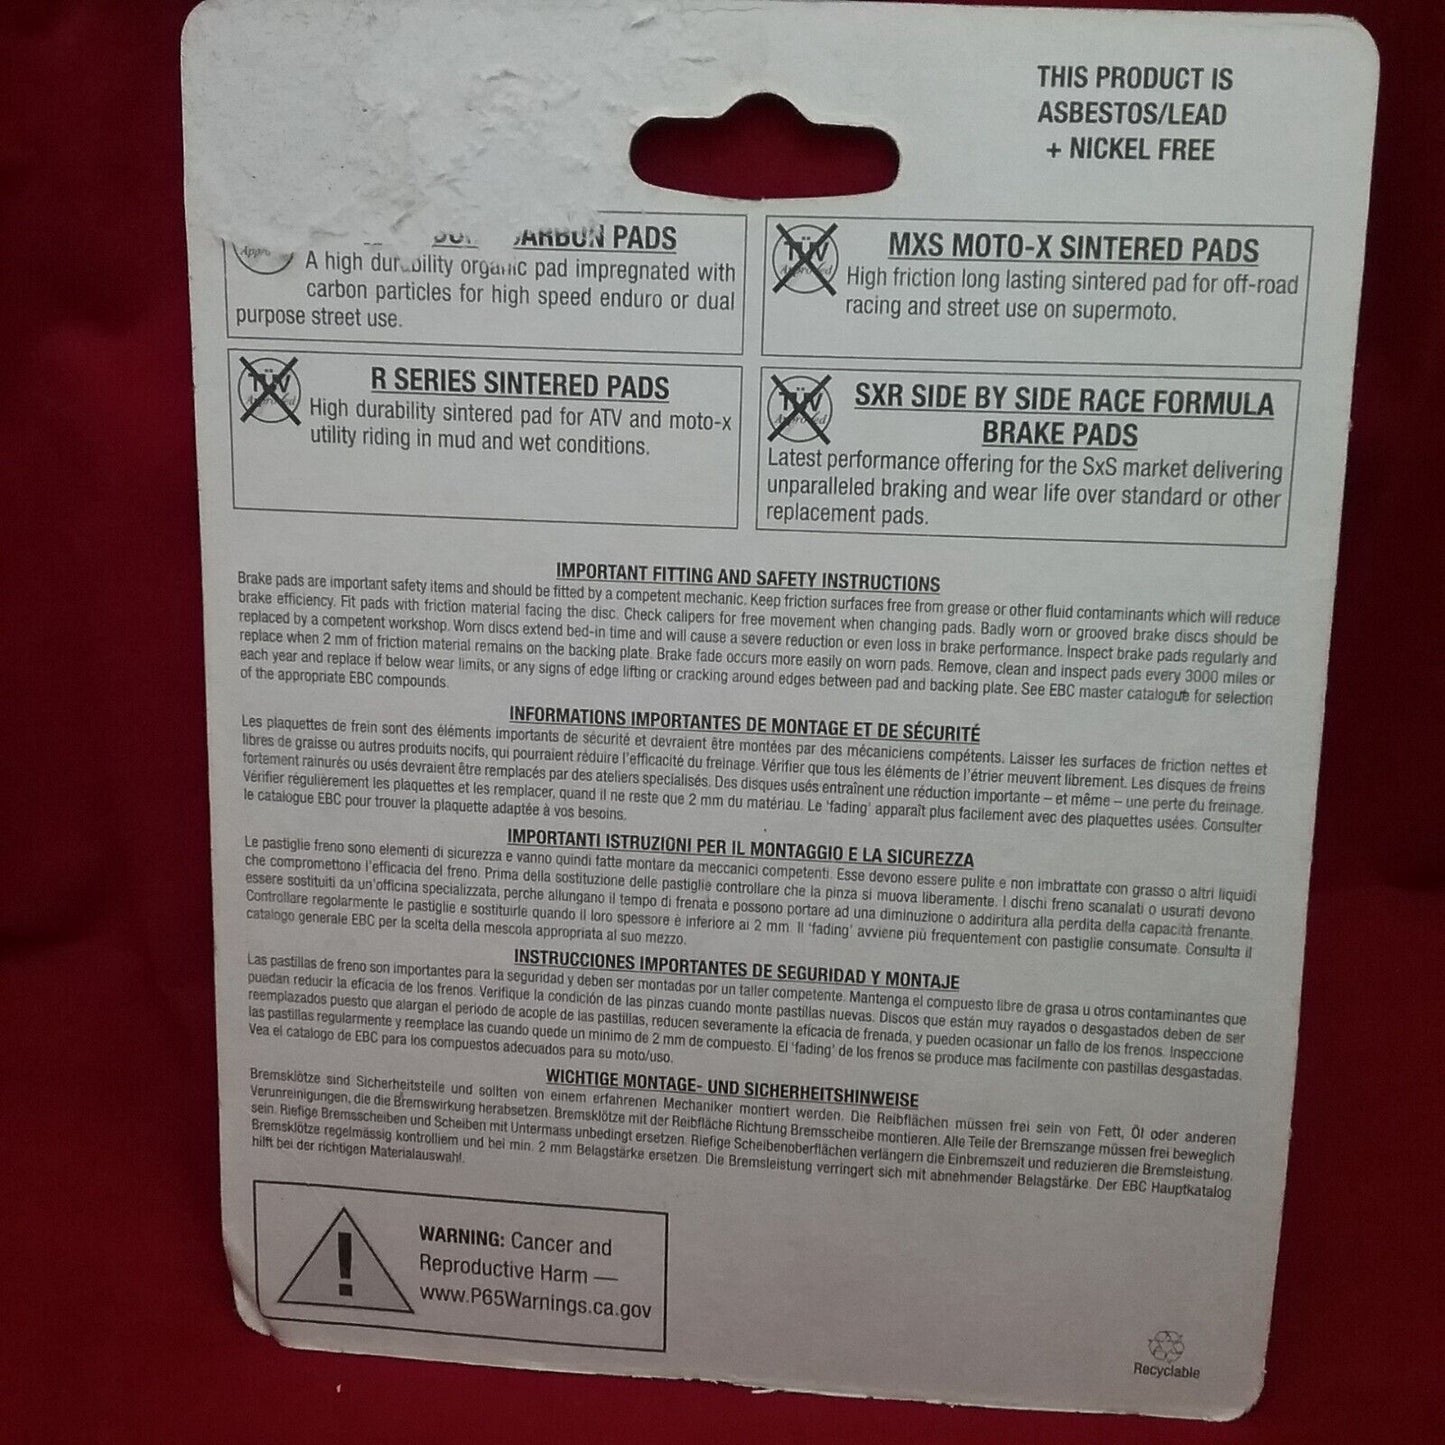 THIS PRODUCT IS
ASBESTOS/LEAD
+ NICKEL FREE
CARBON PADS
A high durability organic pad impregnated with
carbon particles for high speed enduro or dual
purpose street use.
TÜV
Approved
MXS MOTO-X SINTERED PADS
High friction long lasting sintered pad for off-road
racing and street use on supermoto.
TÜV
Approved
R SERIES SINTERED PADS
High durability sintered pad for ATV and moto-x
utility riding in mud and wet conditions.
TÜV
Approved
SXR SIDE BY SIDE RACE FORMULA
BRAKE PADS
Latest performance offering for the SxS market delivering
unparalleled braking and wear life over standard or other
replacement pads.
IMPORTANT FITTING AND SAFETY INSTRUCTIONS
Brake pads are important safety items and should be fitted by a competent mechanic. Keep friction surfaces free from grease or other fluid contaminants which will reduce
brake efficiency. Fit pads with friction material facing the disc. Check calipers for free movement when changing pads. Badly worn or grooved brake discs should be
replaced by a competent workshop. Worn discs extend bed-in time and will cause a severe reduction or even loss in brake performance. Inspect brake pads regularly and
replace when 2 mm of friction material remains on the backing plate. Brake fade occurs more easily on worn pads. Remove, clean and inspect pads every 3000 miles or
each year and replace if below wear limits, or any signs of edge lifting or cracking around edges between pad and backing plate. See EBC master catalogue for selection
of the appropriate EBC compounds.
INFORMATIONS IMPORTANTES DE MONTAGE ET DE SÉCURITÉ
Les plaquettes de frein sont des éléments importants de sécurité et devraient être montées par des mécaniciens compétents. Laisser les surfaces de friction nettes et
libres de graisse ou autres produits nocifs, qui pourraient réduire l'efficacité du freinage. Vérifier que tous les éléments de l'étrier meuvent librement. Les disques de freins
fortement rainurés ou usés devraient être remplacés par des ateliers specialisés. Des disques usés entraînent une réduction importante – et même – une perte du freinage.
Vérifier régulièrement les plaquettes et les remplacer, quand il ne reste que 2 mm du matériau. Le 'fading' apparaît plus facilement avec des plaquettes usées. Consulter
le catalogue EBC pour trouver la plaquette adaptée à vos besoins.
IMPORTANTI ISTRUZIONI PER IL MONTAGGIO E LA SICUREZZA
Le pastiglie freno sono elementi di sicurezza e vanno quindi fatte montare da meccanici competenti. Esse devono essere pulite e non imbrattate con grasso o altri liquidi
che compromettono l'efficacia del freno. Prima della sostituzione delle pastiglie controllare che la pinza si muova liberamente. I dischi freno scanalati o usurati devono
essere sostituiti da un'officina specializzata, perche allungano il tempo di frenata e possono portare ad una diminuzione o addiritura alla perdita della capacità frenante.
Controllare regolarmente le pastiglie e sostituirle quando il loro spessore è inferiore ai 2 mm. Il 'fading' avviene più frequentemente con pastiglie consumate. Consulta il
catalogo generale EBC per la scelta della mescola appropriata al suo mezzo.
INSTRUCCIONES IMPORTANTES DE SEGURIDAD Y MONTAJE
Las pastillas de freno son importantes para la seguridad y deben ser montadas por un taller competente. Mantenga el compuesto libre de grasa u otros contaminantes que
puedan reducir la eficacia de los frenos. Verifique la condición de las pinzas cuando monte pastillas nuevas. Discos que están muy rayados o desgastados deben de ser
reemplazados puesto que alargan el periodo de acople de las pastillas, reducen severamente la eficacia de frenada, y pueden ocasionar un fallo de los frenos. Inspeccione
las pastillas regularmente y reemplace las cuando quede un minimo de 2 mm de compuesto. El 'fading' de los frenos se produce mas facilmente con pastillas desgastadas.
Vea el catalogo de EBC para los compuestos adecuados para su moto/uso.
WICHTIGE MONTAGE- UND SICHERHEITSHINWEISE
Bremsklötze sind Sicherheitsteile und sollten von einem erfahrenen Mechaniker montiert werden. Die Reibflächen müssen frei sein von Fett, Öl oder anderen
Verunreinigungen, die die Bremswirkung herabsetzen. Bremsklötze mit der Reibfläche Richtung Bremsscheibe montieren. Alle Teile der Bremszange müssen frei beweglich
sein. Riefige Bremsscheiben und Scheiben mit Untermass unbedingt ersetzen. Riefige Scheibenoberflächen verlängern die Einbremszeit und reduzieren die Bremsleistung.
Bremsklötze regelmässig kontrolliem und bei min. 2 mm Belagstärke ersetzen. Die Bremsleistung verringert sich mit abnehmender Belagstärke. Der EBC Hauptkatalog
hilft bei der richtigen Materialauswahl.
WARNING: Cancer and
Reproductive Harm —
www.P65Warnings.ca.gov
Recyclable